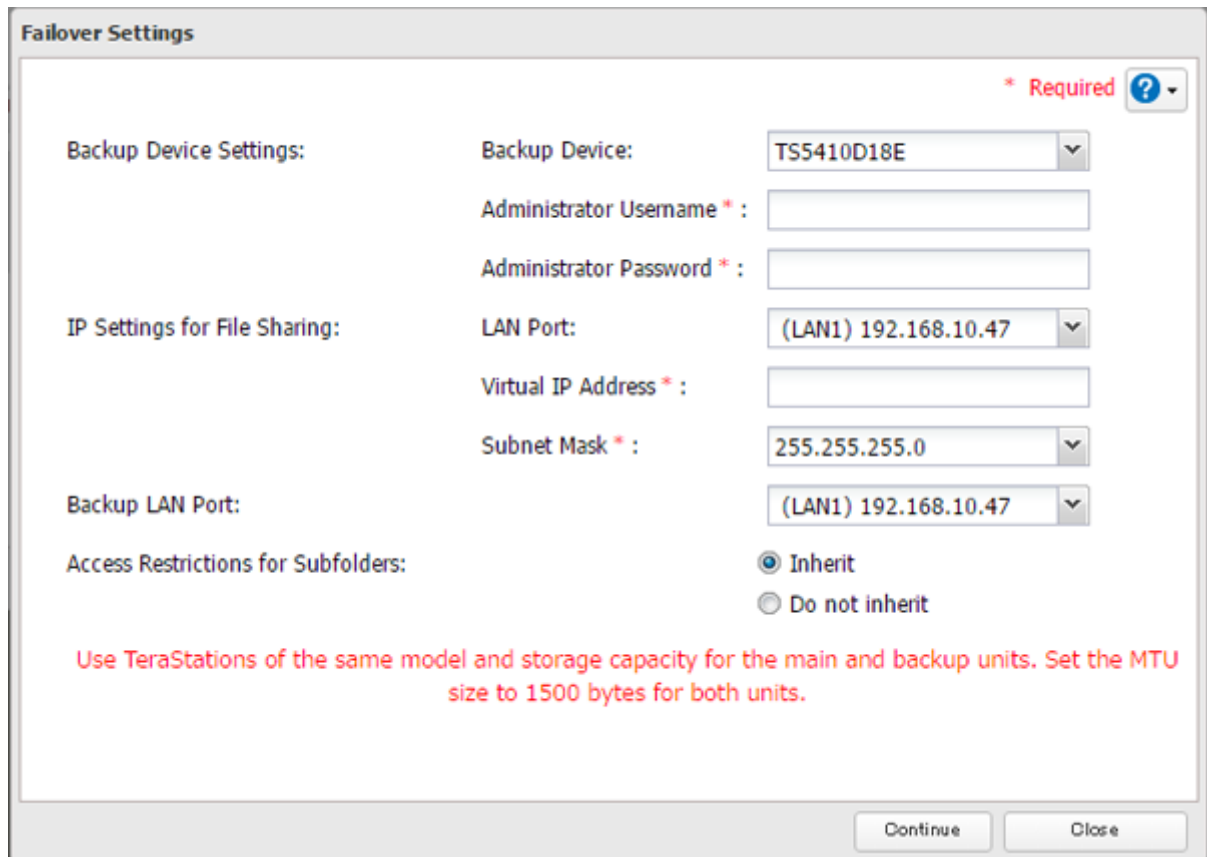 Failover Settings
* Required ?
Backup Device Settings: Backup Device: TS5410D18E
Administrator Username * :
Administrator Password * :
IP Settings for File Sharing: LAN Port: (LAN1) 192.168.10.47
Virtual IP Address * :
Subnet Mask * : 255.255.255.0
Backup LAN Port: (LAN1) 192.168.10.47
Access Restrictions for Subfolders: Inherit
Do not inherit
Use TeraStations of the same model and storage capacity for the main and backup units. Set the MTU
size to 1500 bytes for both units.
Continue Close